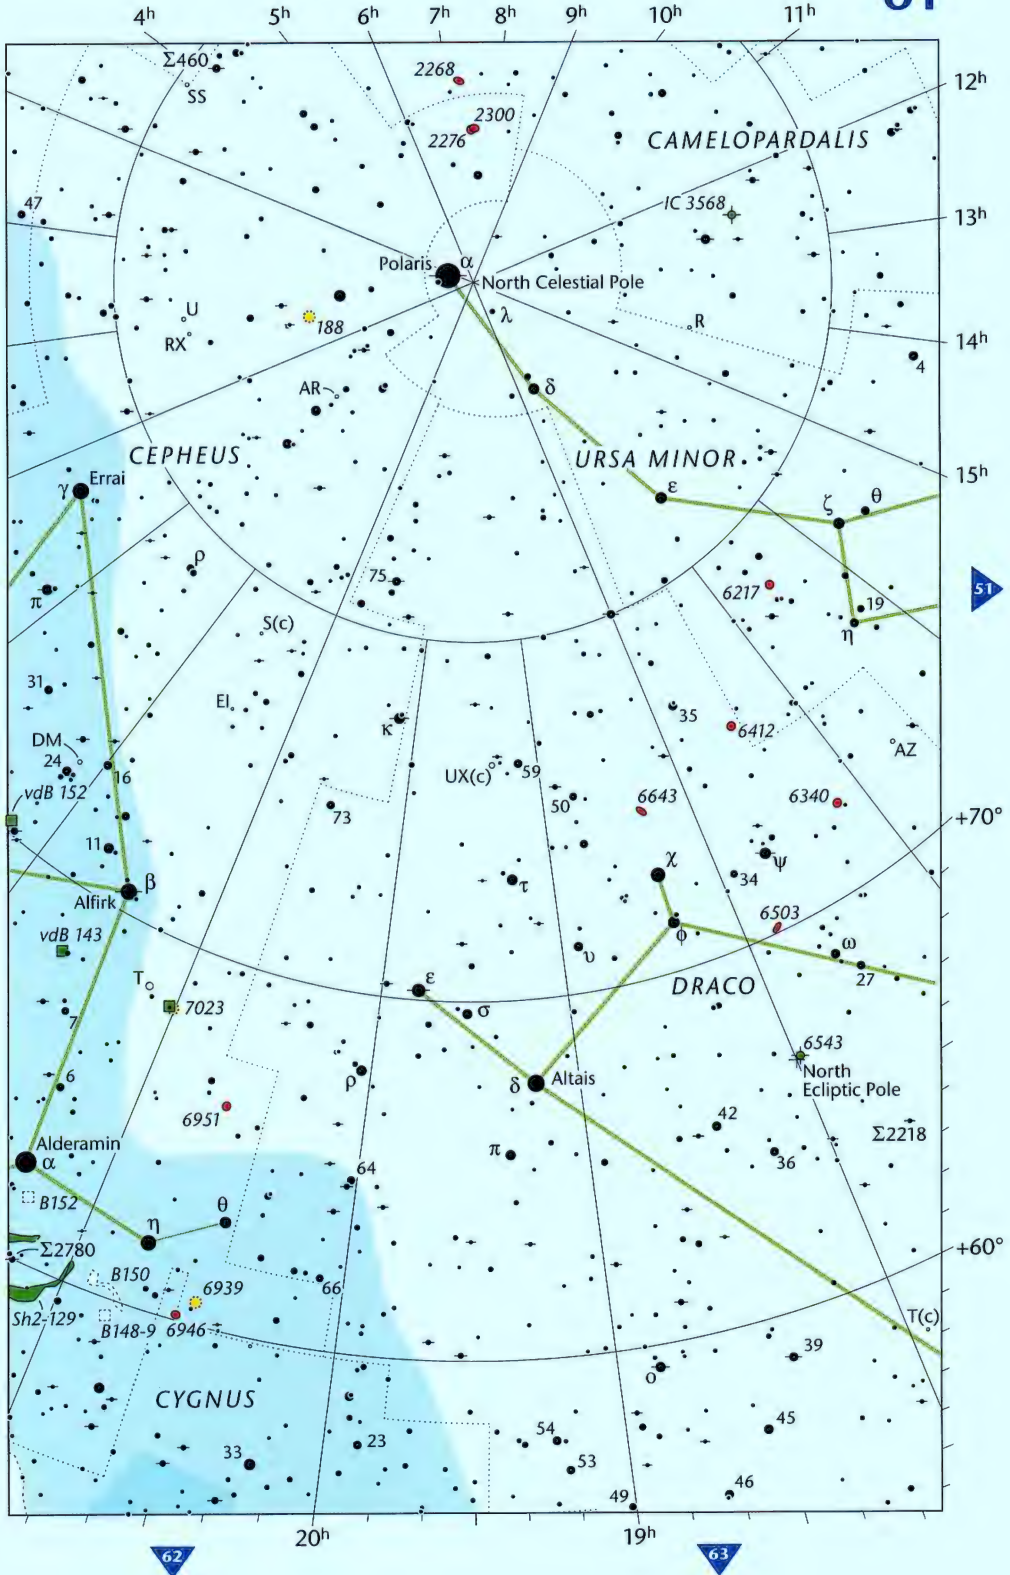 61
4h
5h
6h
7h
8h
9h
10h
11h
Σ460
SS
2268
12h
2300
2276
CAMELOPARDALIS
47
IC 3568
13h
Polaris
α
North Celestial Pole
U
188
λ
R
RX
14h
4
AR
δ
CEPHEUS
URSA MINOR
15h
γ
Errai
ε
ζ
θ
ρ
75
6217
51
π
19
S(c)
η
31
EI
κ
35
6412
AZ
DM
24
16
UX(c)
59
vdB 152
50
6643
6340
73
+70°
11
χ
ψ
β
τ
34
Alfirk
6503
vdB 143
φ
ω
υ
27
T
ε
DRACO
7023
σ
7
6543
North
Ecliptic Pole
ρ
δ
Altais
6
6951
42
Σ2218
Alderamin
π
36
α
64
B152
θ
η
Σ2780
+60°
B150
6939
66
Sh2-129
B148-9
6946
T(c)
39
ο
CYGNUS
45
54
23
33
53
46
49
20h
19h
62
63